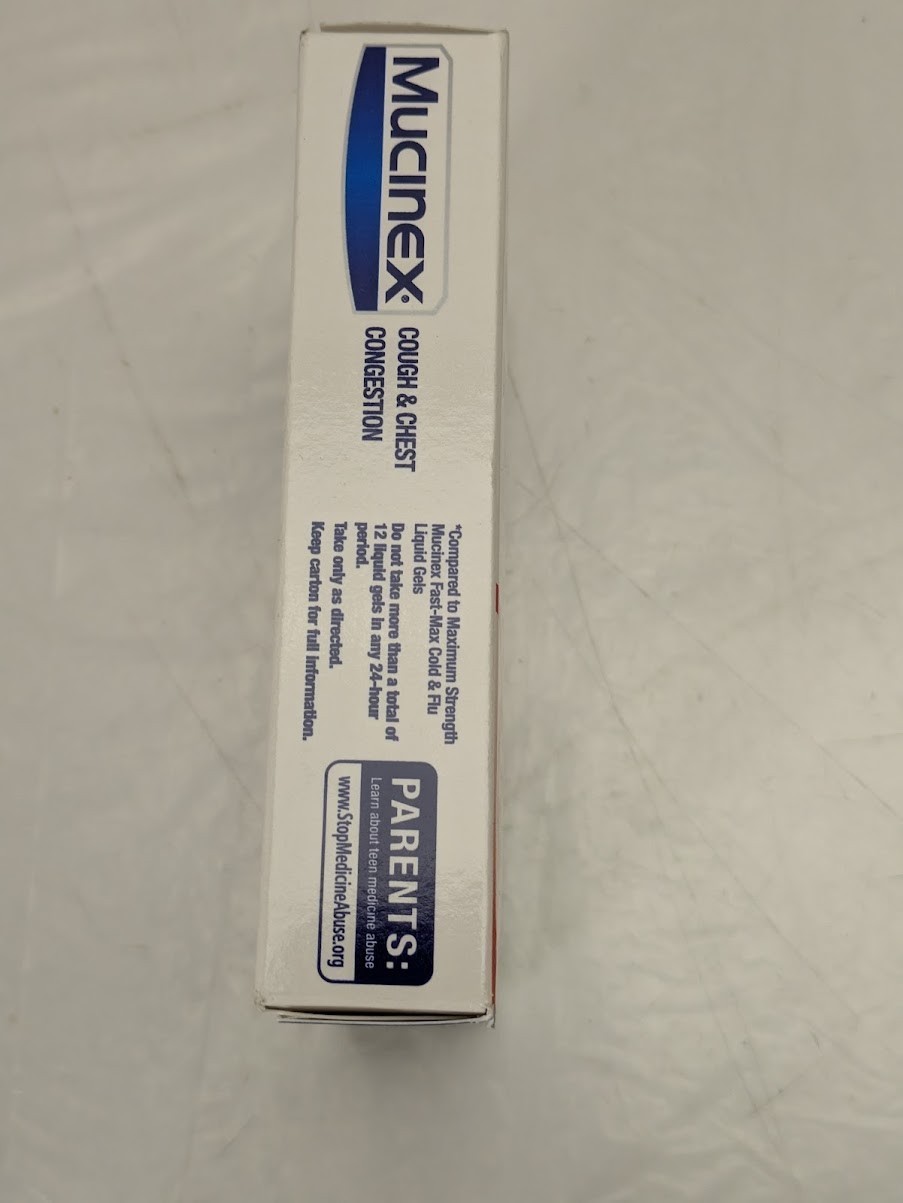 Mucinex®
COUGH & CHEST
CONGESTION
*Compared to Maximum Strength
Mucinex Fast-Max Cold & Flu
Liquid Gels
Do not take more than a total of
12 liquid gels in any 24-hour
period.
Take only as directed.
Keep carton for full information.
PARENTS:
Learn about teen medicine abuse
www.StopMedicineAbuse.org